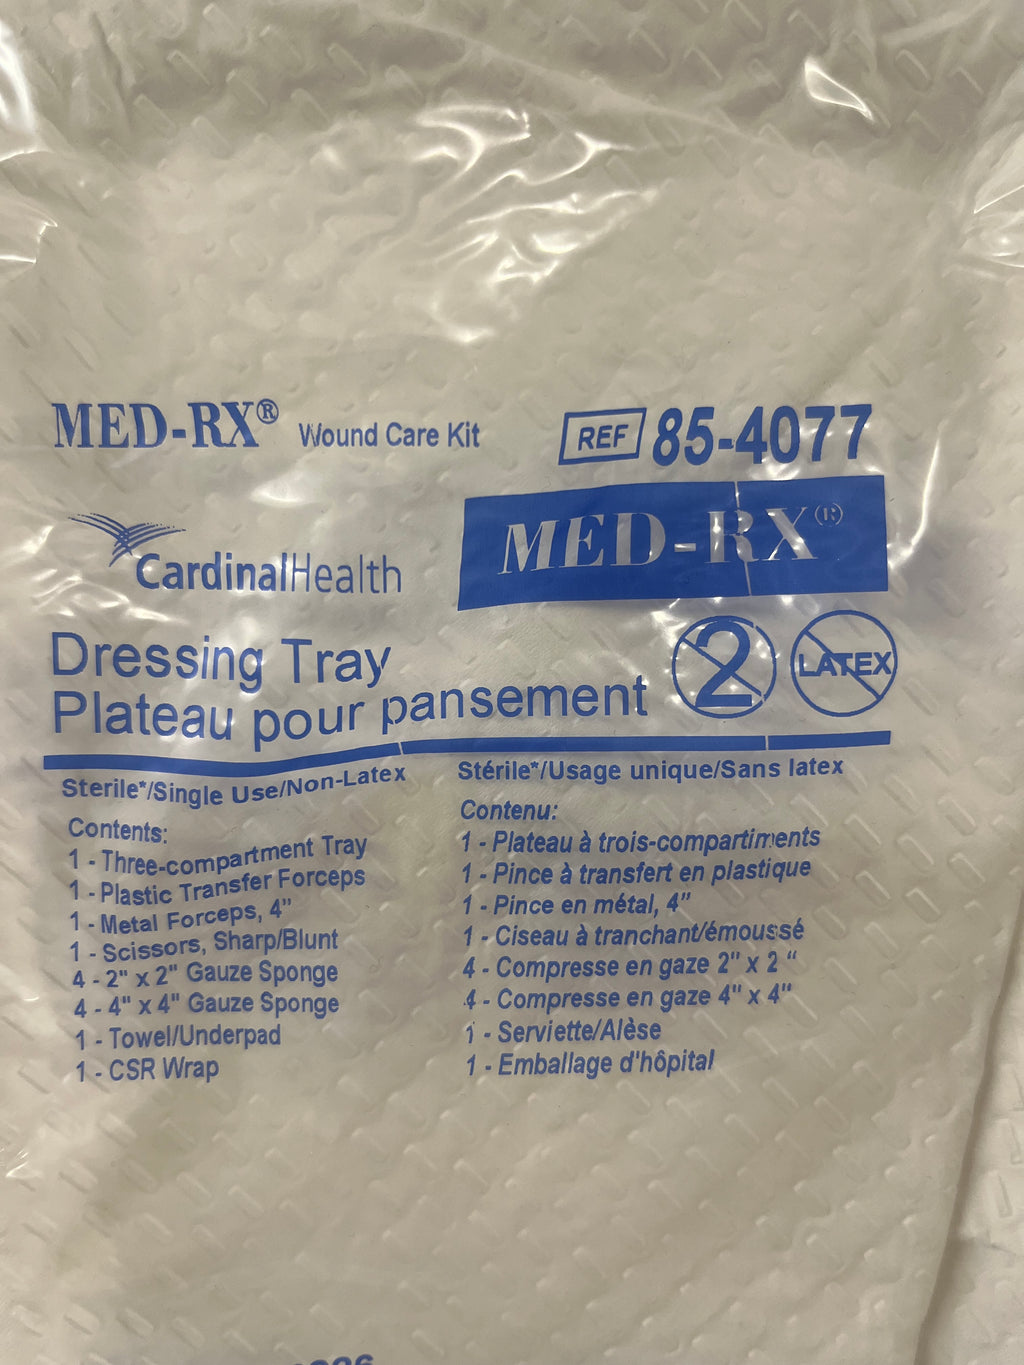 MED-RX® Wound Care Kit REF 85-4077
CardinalHealth
MED-RX®
Dressing Tray
Plateau pour pansement
2 LATEX
Sterile*/Single Use/Non-Latex
Contents:
1 - Three-compartment Tray
1 - Plastic Transfer Forceps
1 - Metal Forceps, 4"
1 - Scissors, Sharp/Blunt
4 - 2" x 2" Gauze Sponge
4 - 4" x 4" Gauze Sponge
1 - Towel/Underpad
1 - CSR Wrap
Stérile*/Usage unique/Sans latex
Contenu:
1 - Plateau à trois-compartiments
1 - Pince à transfert en plastique
1 - Pince en métal, 4"
1 - Ciseau à tranchant/émoussé
4 - Compresse en gaze 2" x 2 “
4 - Compresse en gaze 4" x 4"
1 - Serviette/Alèse
1 - Emballage d'hôpital